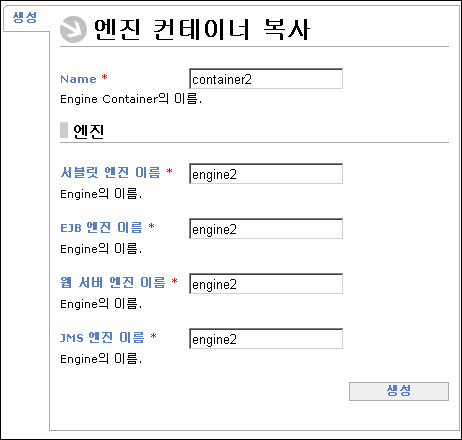 생성
엔진 컨테이너 복사
Name * container2
Engine Container의 이름.
엔진
서블릿 엔진 이름 * engine2
Engine의 이름.
EJB 엔진 이름 * engine2
Engine의 이름.
웹 서버 엔진 이름 * engine2
Engine의 이름.
JMS 엔진 이름 * engine2
Engine의 이름.
생성